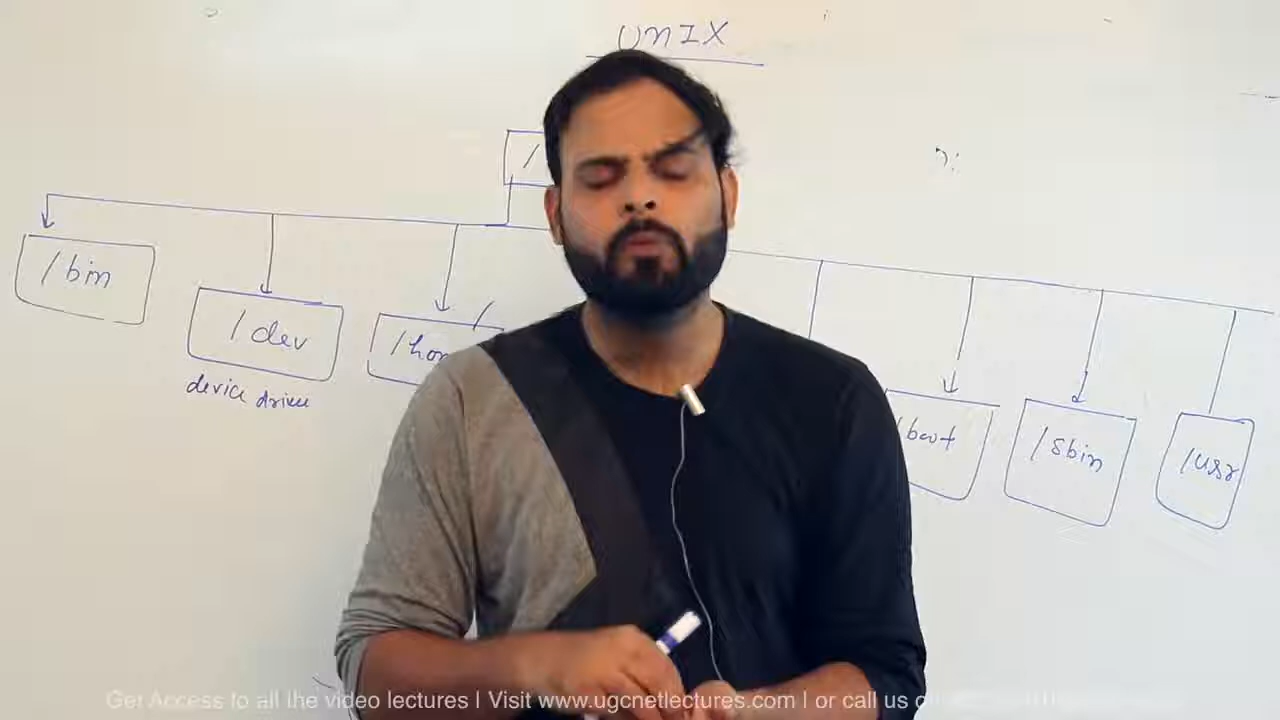 UNIX
/
/bin
/dev
device driver
/hom
/boot
/sbin
/usr
Get Access to all the video lectures | Visit www.ugcnetlectures.com | or call us on